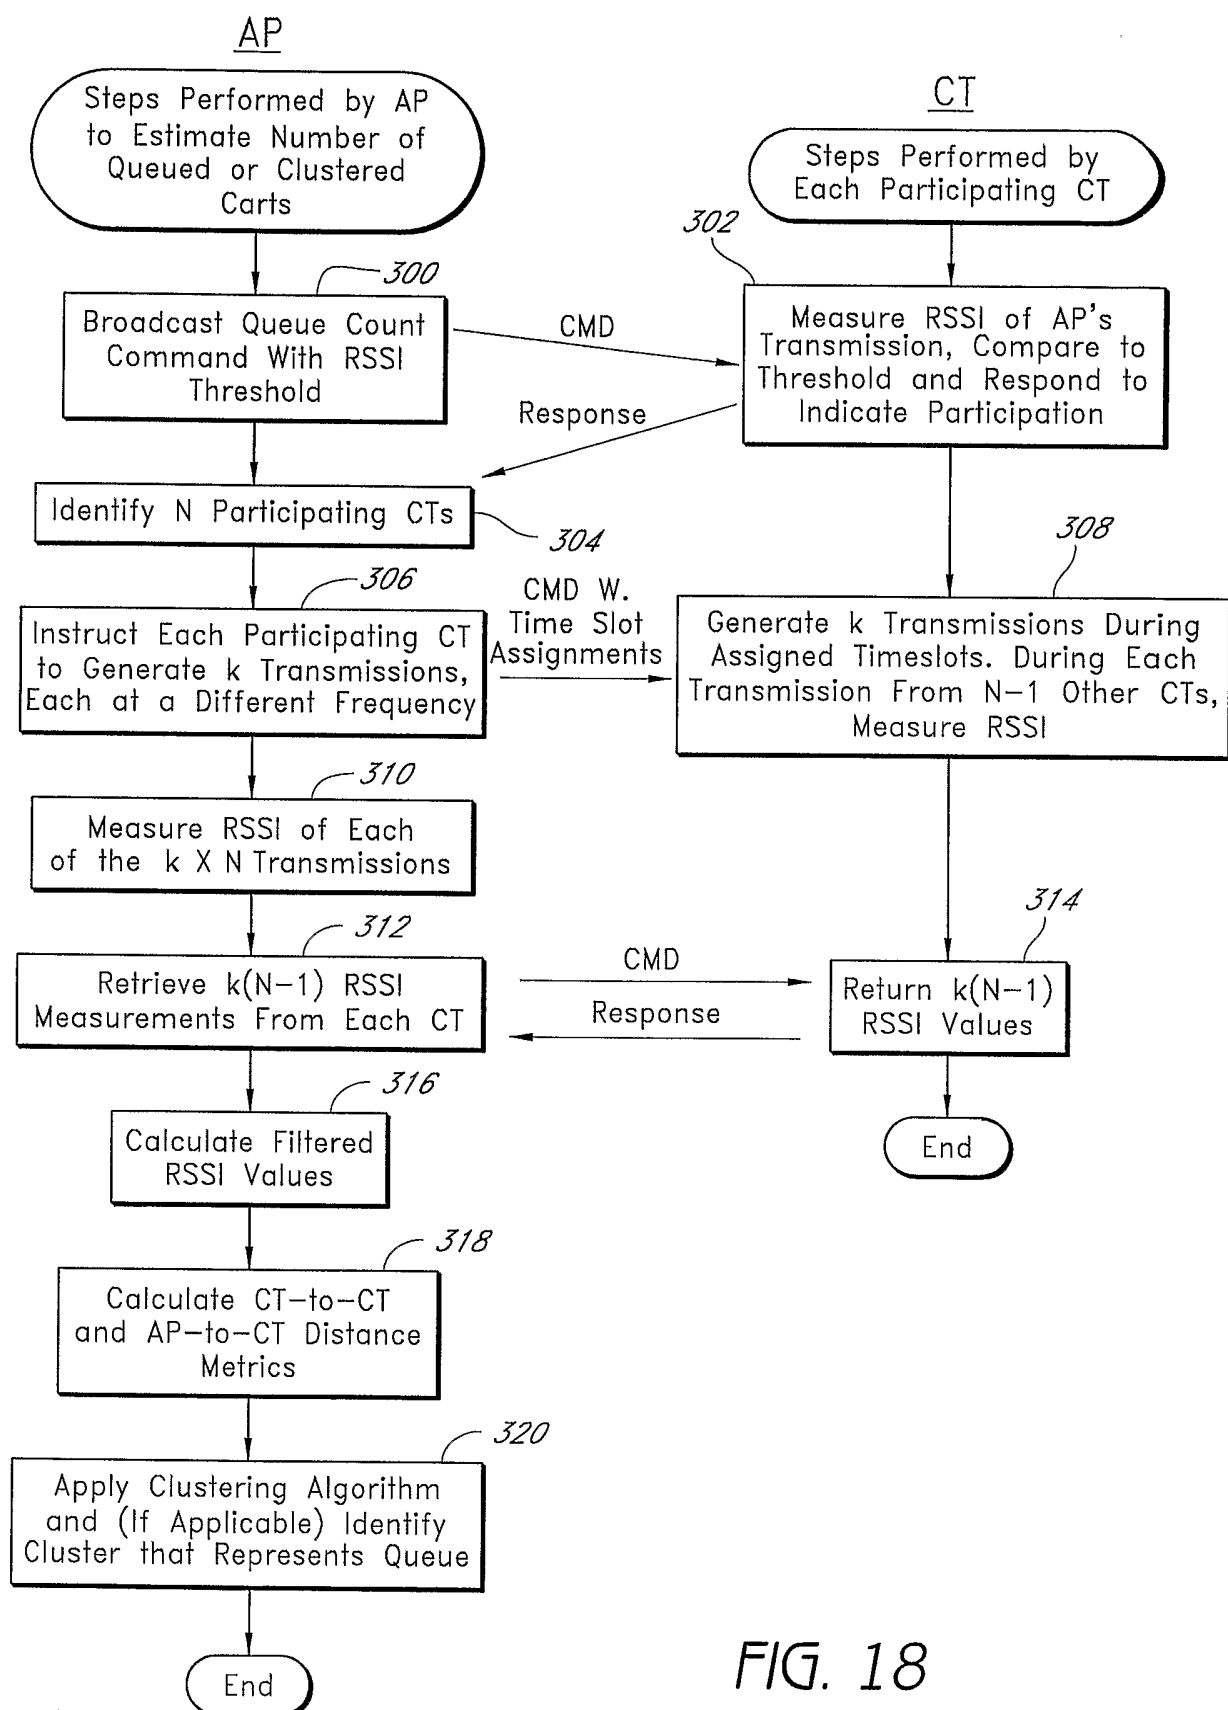 AP
Steps Performed by AP
to Estimate Number of
Queued or Clustered
Carts
CT
Steps Performed by
Each Participating CT
300
Broadcast Queue Count
Command With RSSI
Threshold
CMD
302
Measure RSSI of AP's
Transmission, Compare to
Threshold and Respond to
Indicate Participation
Response
Identify N Participating CTs
304
306
Instruct Each Participating CT
to Generate k Transmissions,
Each at a Different Frequency
CMD W.
Time Slot
Assignments
308
Generate k Transmissions During
Assigned Timeslots. During Each
Transmission From N-1 Other CTs,
Measure RSSI
310
Measure RSSI of Each
of the k X N Transmissions
312
Retrieve k(N-1) RSSI
Measurements From Each CT
CMD
Response
314
Return k(N-1)
RSSI Values
End
316
Calculate Filtered
RSSI Values
318
Calculate CT-to-CT
and AP-to-CT Distance
Metrics
320
Apply Clustering Algorithm
and (If Applicable) Identify
Cluster that Represents Queue
End
FIG. 18